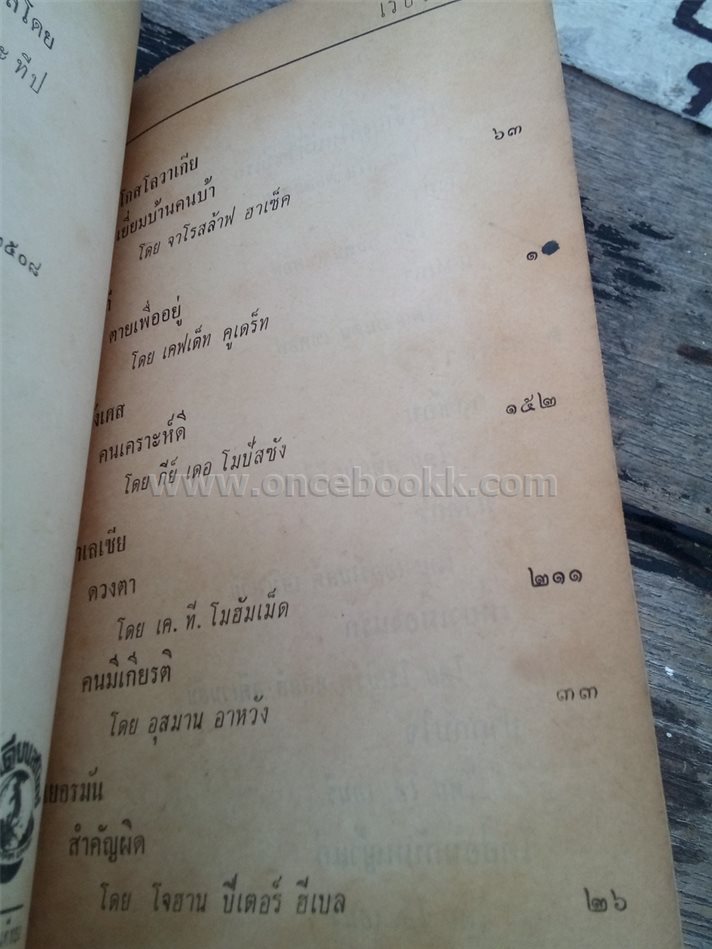 สโดย
ะ ทีป
๒๕๐๘
โกสโลวาเกีย
เยี่ยมบ้านคนบ้า ๖๓
โดย จาโรสล้าฟ ฮาเซ็ค
ตายเพื่ออยู่ ๑
โดย เคฟเด็ท คูเดร็ท
งเศส
คนเคราะห์ดี ๑๕๒
โดย กีย์ เดอ โมปัสซัง
าเลเซีย
ดวงตา ๒๑๑
โดย เค. ที. โมฮัมเม็ด
คนมีเกียรติ ๓๓
โดย อุสมาน อาหวัง
เยอรมัน
สำคัญผิด ๒๖
โดย โจฮาน ปีเตอร์ ฮีเบล
www.oncebookk.com